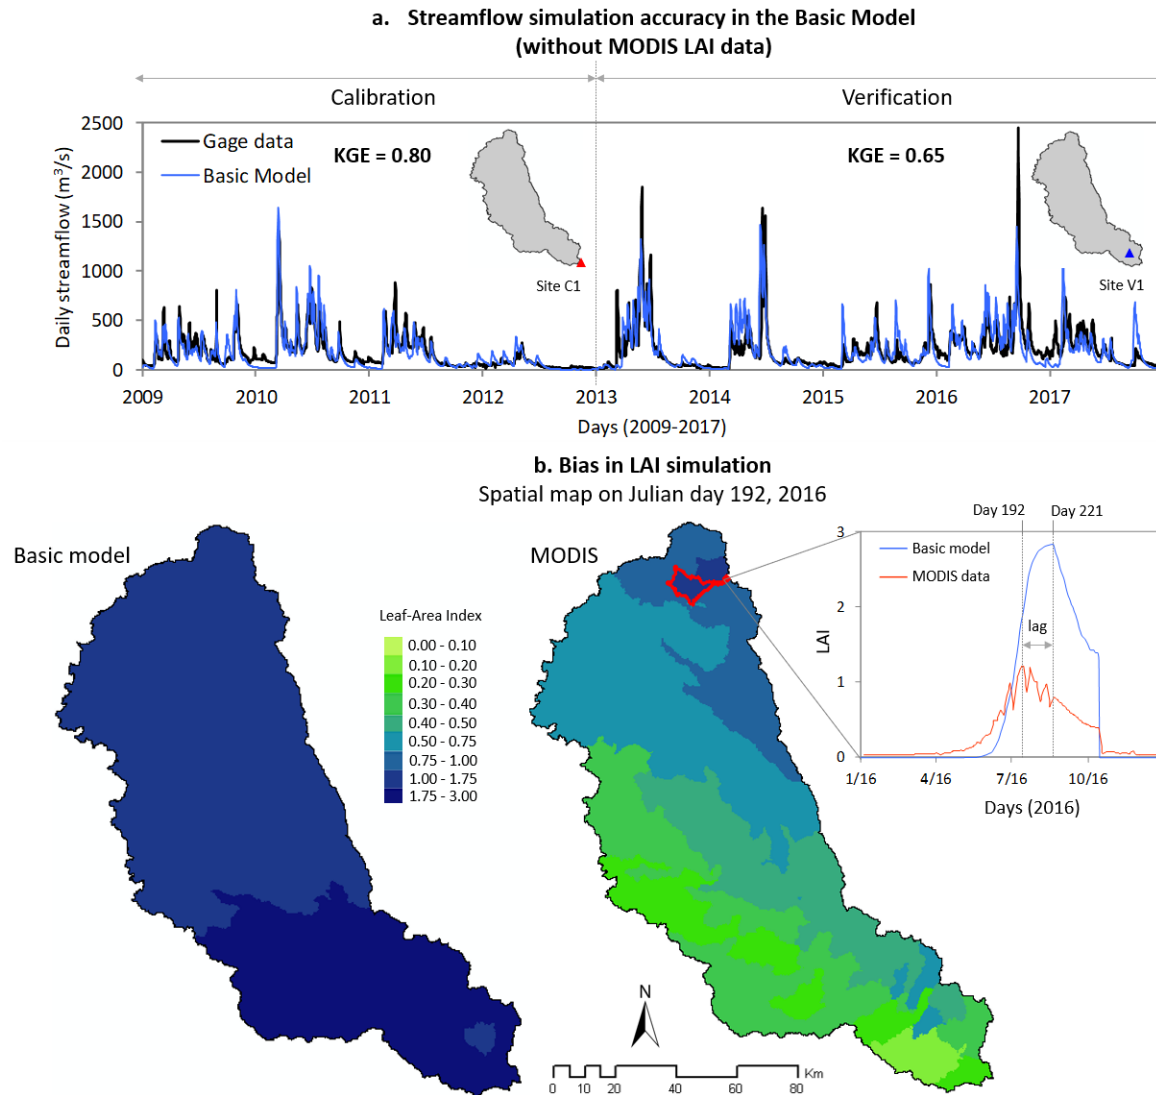 a. Streamflow simulation accuracy in the Basic Model
(without MODIS LAI data)
Calibration
Verification
Daily streamflow (m³/s)
2500
2000
1500
1000
500
0
Gage data
Basic Model
KGE = 0.80
KGE = 0.65
Site C1
Site V1
2009 2010 2011 2012 2013 2014 2015 2016 2017
Days (2009-2017)
b. Bias in LAI simulation
Spatial map on Julian day 192, 2016
Basic model
MODIS
Leaf-Area Index
0.00 - 0.10
0.10 - 0.20
0.20 - 0.30
0.30 - 0.40
0.40 - 0.50
0.50 - 0.75
0.75 - 1.00
1.00 - 1.75
1.75 - 3.00
Day 192 Day 221
Basic model
MODIS data
lag
LAI
3
2
1
0
1/16 4/16 7/16 10/16
Days (2016)
N
Km
0 10 20 40 60 80